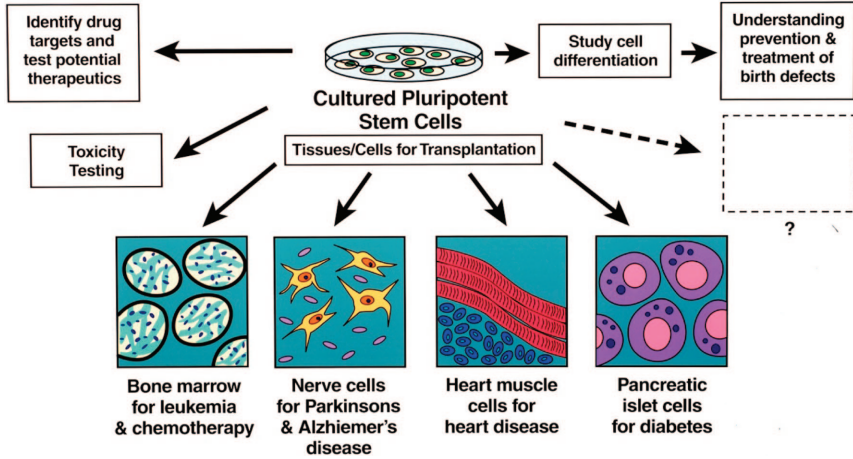 Identify drug
targets and
test potential
therapeutics
Study cell
differentiation
Understanding
prevention &
treatment of
birth defects
Cultured Pluripotent
Stem Cells
Toxicity
Testing
Tissues/Cells for Transplantation
?
Bone marrow
for leukemia
& chemotherapy
Nerve cells
for Parkinsons
& Alzhiemer's
disease
Heart muscle
cells for
heart disease
Pancreatic
islet cells
for diabetes